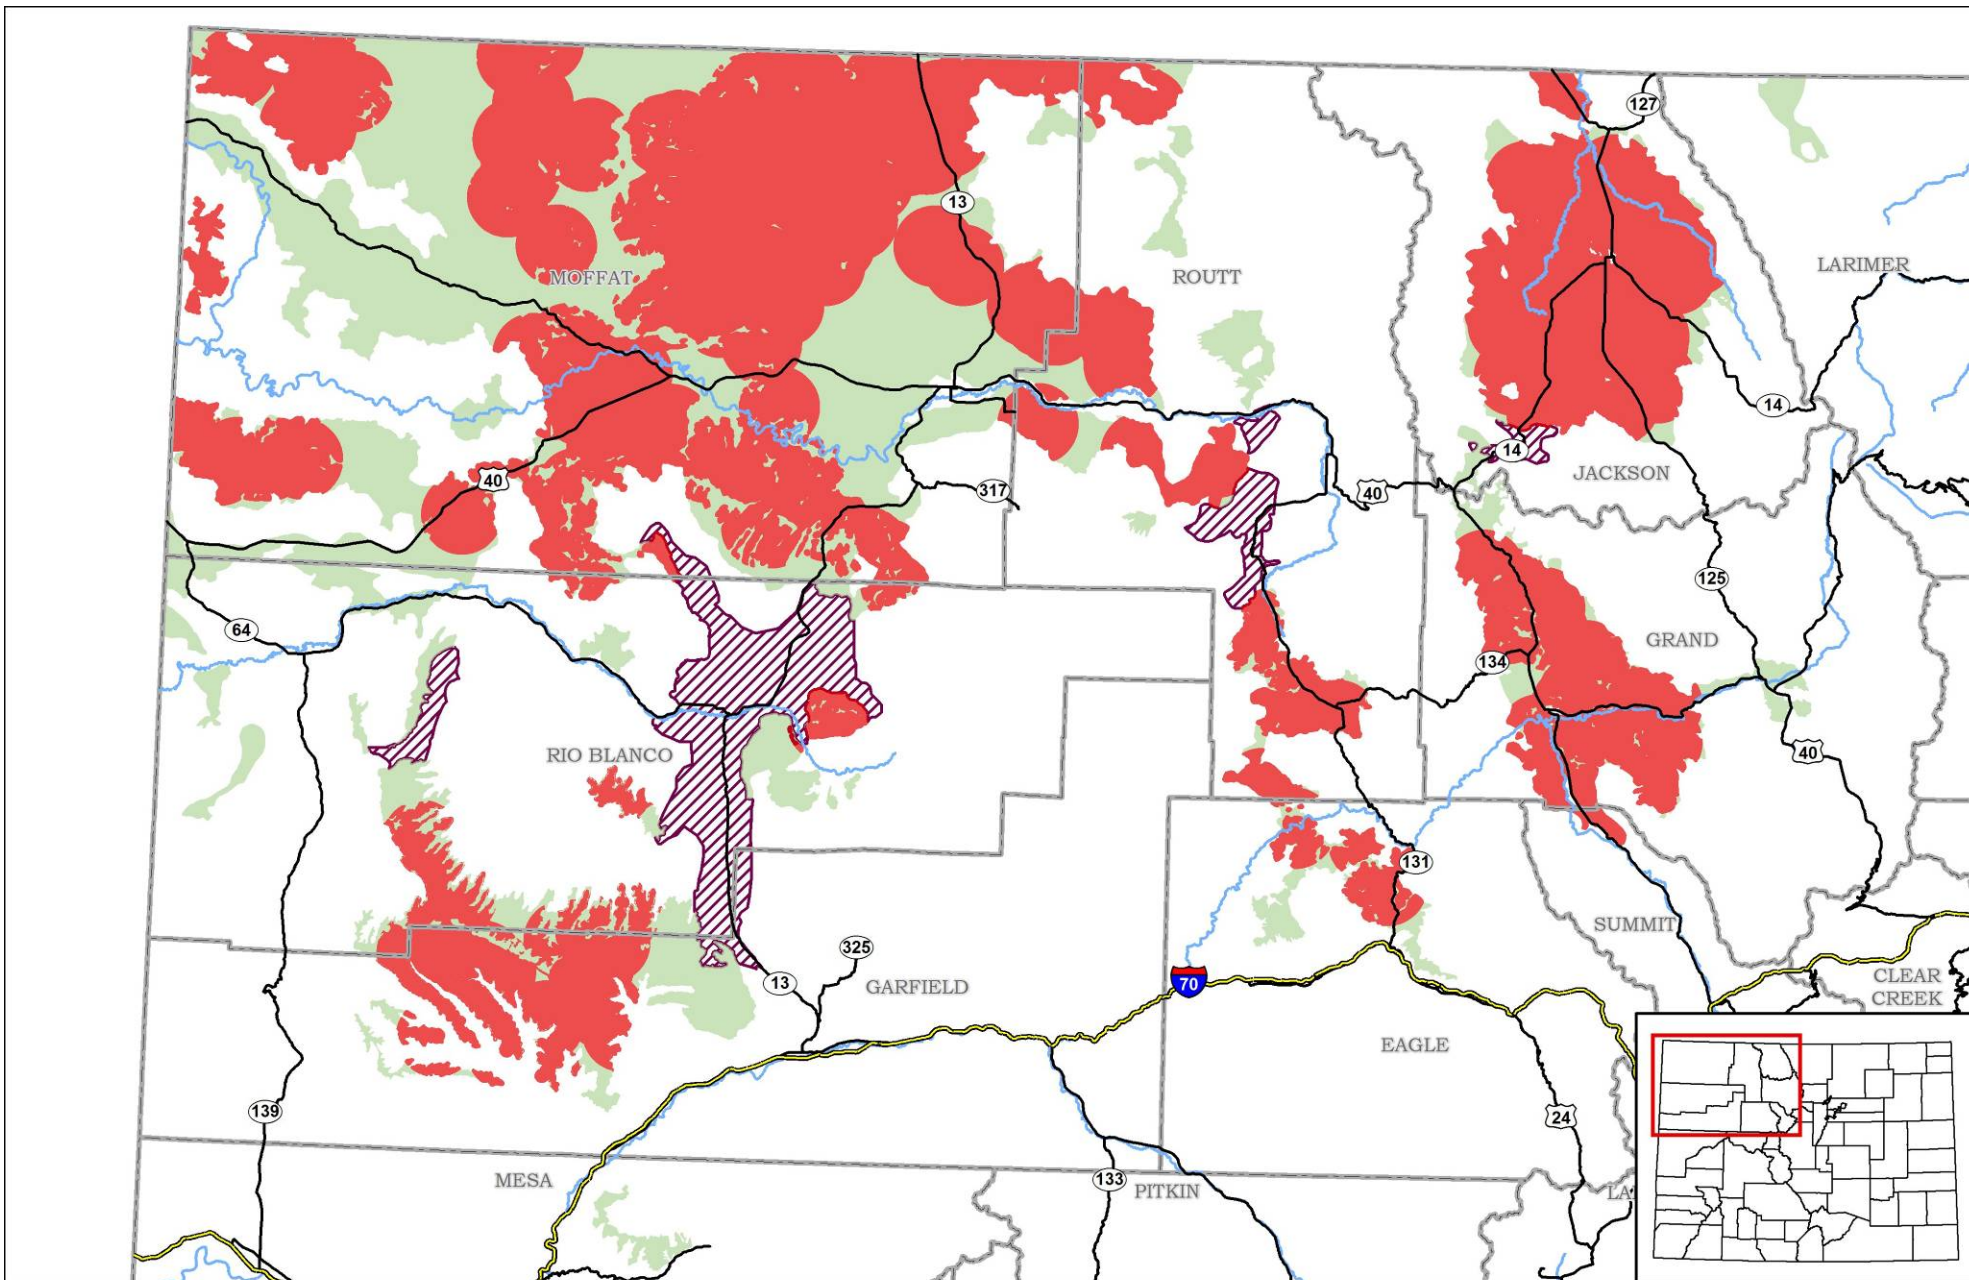 127
13
MOFFAT
ROUTT
LARIMER
14
14
JACKSON
40
317
40
125
64
134
GRAND
RIO BLANCO
40
131
SUMMIT
325
13
GARFIELD
70
CLEAR
CREEK
EAGLE
139
24
MESA
133
PITKIN
LA